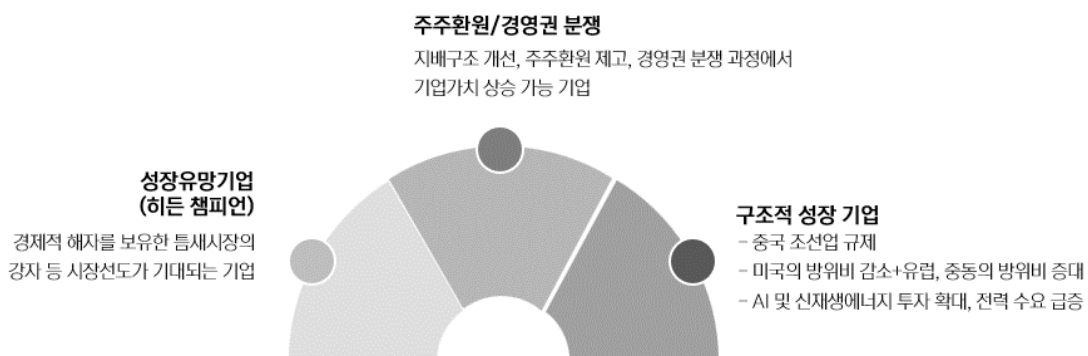 주주환원/경영권 분쟁
지배구조 개선, 주주환원 제고, 경영권 분쟁 과정에서
기업가치 상승 가능 기업
성장유망기업
(히든 챔피언)
경제적 해자를 보유한 틈새시장의
강자 등 시장선도가 기대되는 기업
구조적 성장 기업
- 중국 조선업 규제
- 미국의 방위비 감소+유럽, 중동의 방위비 증대
- AI 및 신재생에너지 투자 확대, 전력 수요 급증